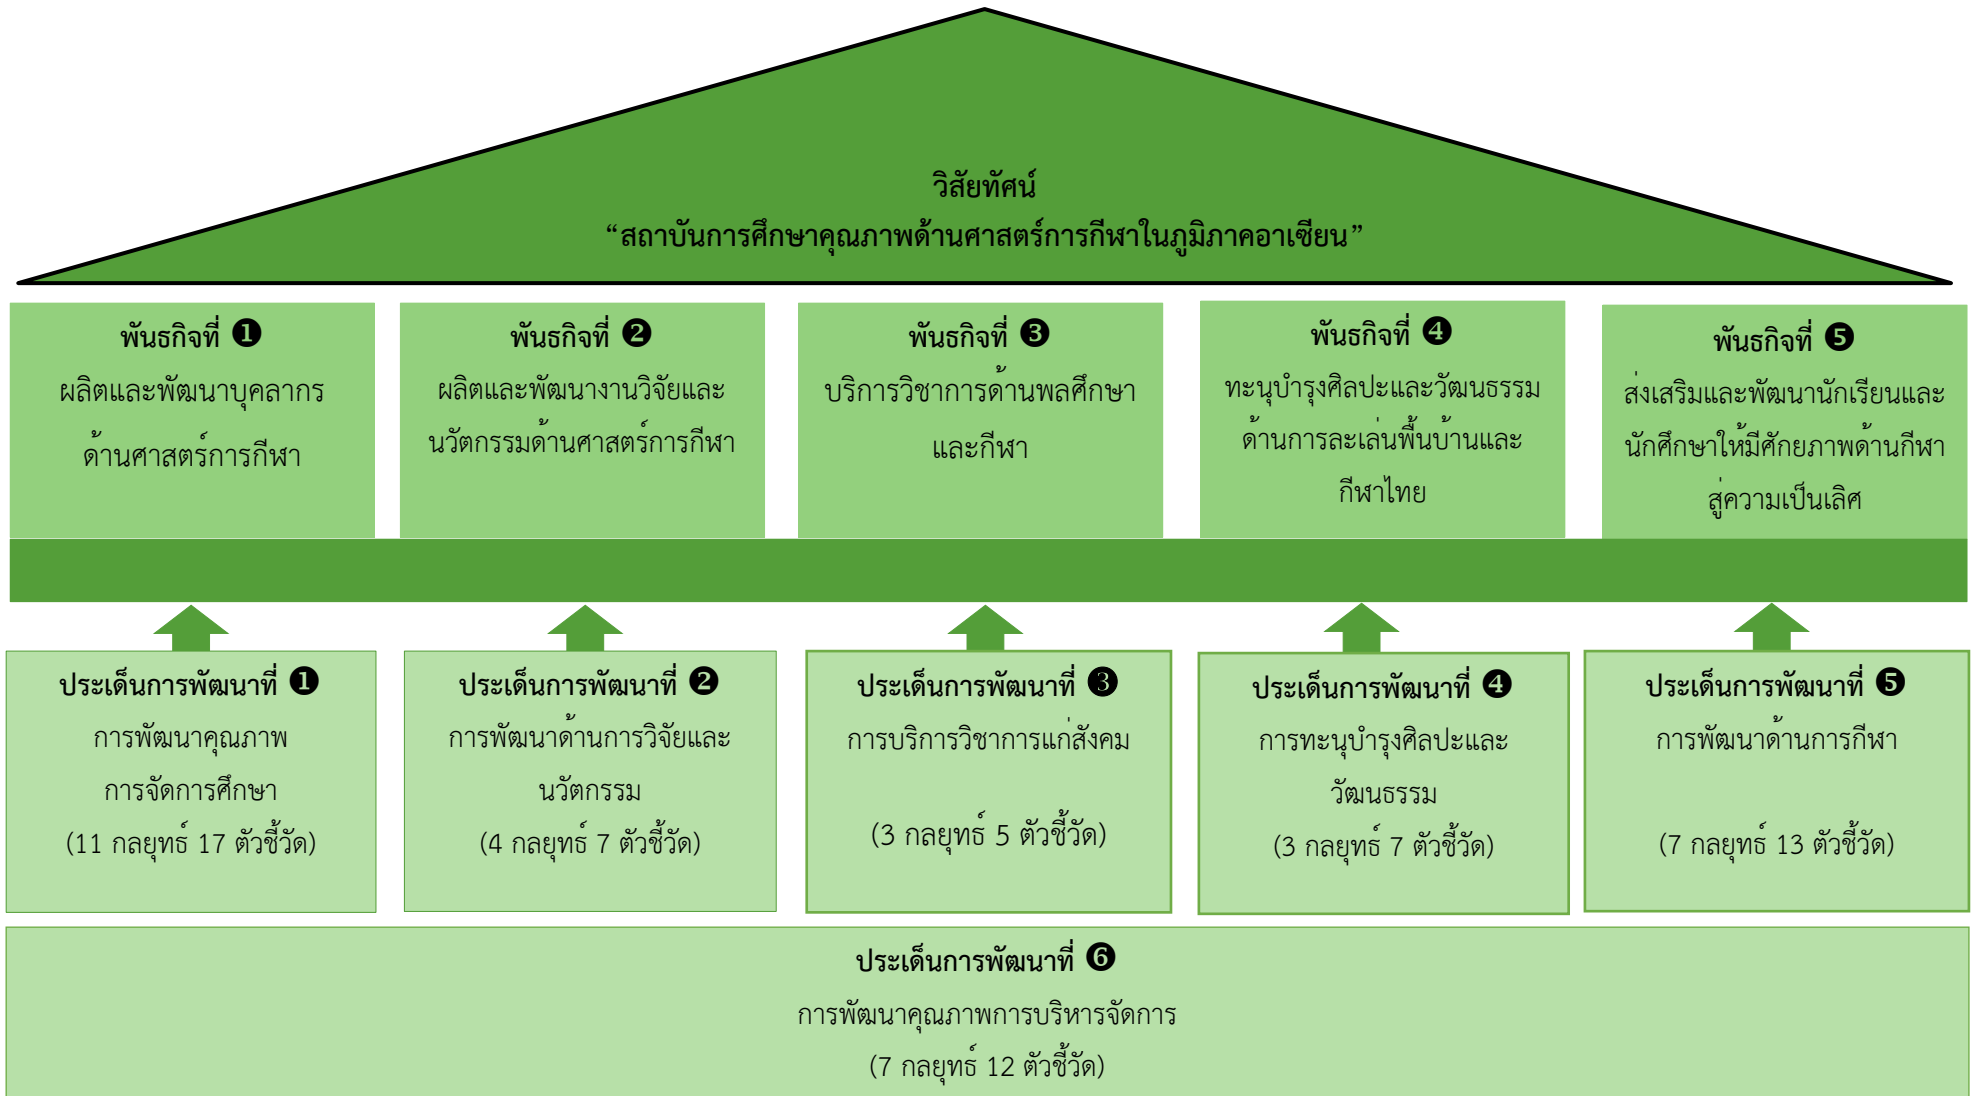 วิสัยทัศน์
“สถาบันการศึกษาคุณภาพด้านศาสตร์การกีฬาในภูมิภาคอาเซียน”
พันธกิจที่ ❶
ผลิตและพัฒนาบุคลากร
ด้านศาสตร์การกีฬา
พันธกิจที่ ❷
ผลิตและพัฒนางานวิจัยและ
นวัตกรรมด้านศาสตร์การกีฬา
พันธกิจที่ ❸
บริการวิชาการด้านพลศึกษา
และกีฬา
พันธกิจที่ ❹
ทะนุบำรุงศิลปะและวัฒนธรรม
ด้านการละเล่นพื้นบ้านและ
กีฬาไทย
พันธกิจที่ ❺
ส่งเสริมและพัฒนานักเรียนและ
นักศึกษาให้มีศักยภาพด้านกีฬา
สู่ความเป็นเลิศ
ประเด็นการพัฒนาที่ ❶
การพัฒนาคุณภาพ
การจัดการศึกษา
(11 กลยุทธ์ 17 ตัวชี้วัด)
ประเด็นการพัฒนาที่ ❷
การพัฒนาด้านการวิจัยและ
นวัตกรรม
(4 กลยุทธ์ 7 ตัวชี้วัด)
ประเด็นการพัฒนาที่ ❸
การบริการวิชาการแก่สังคม
(3 กลยุทธ์ 5 ตัวชี้วัด)
ประเด็นการพัฒนาที่ ❹
การทะนุบำรุงศิลปะและ
วัฒนธรรม
(3 กลยุทธ์ 7 ตัวชี้วัด)
ประเด็นการพัฒนาที่ ❺
การพัฒนาด้านการกีฬา
(7 กลยุทธ์ 13 ตัวชี้วัด)
ประเด็นการพัฒนาที่ ❻
การพัฒนาคุณภาพการบริหารจัดการ
(7 กลยุทธ์ 12 ตัวชี้วัด)